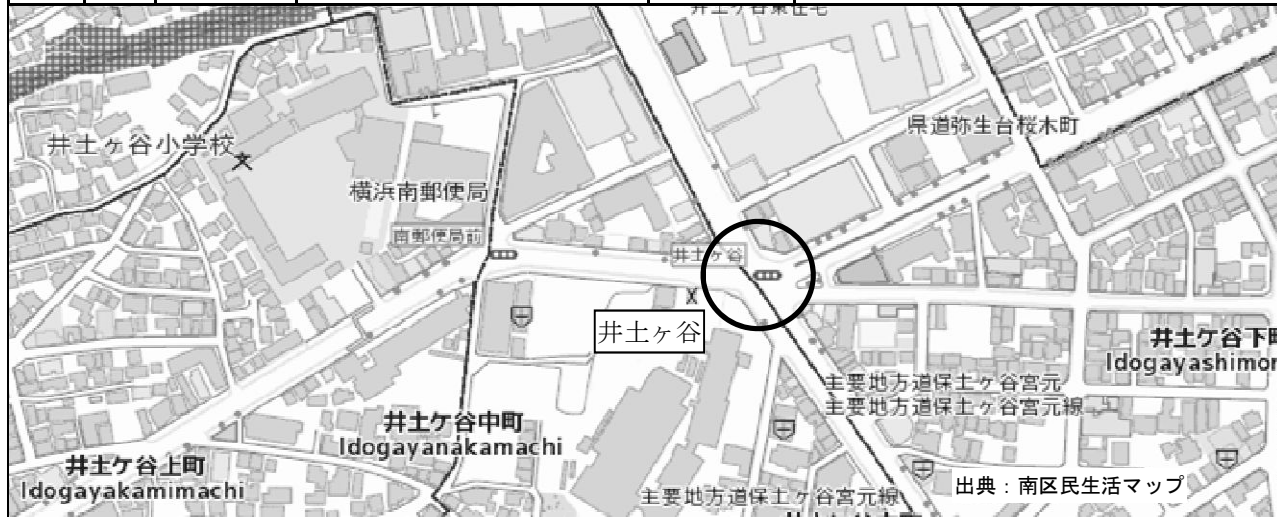 井土ヶ谷東住宅
県道弥生台桜木町
井土ヶ谷小学校
横浜南郵便局
南郵便局前
井土ヶ谷
井土ヶ谷
井土ケ谷下
Idogayashimo
主要地方道保土ヶ谷宮元
主要地方道保土ヶ谷宮元線
井土ケ谷中町
Idogayanakamachi
井土ケ谷上町
Idogayakamimachi
主要地方道保土ヶ谷宮元線
出典：南区民生活マップ